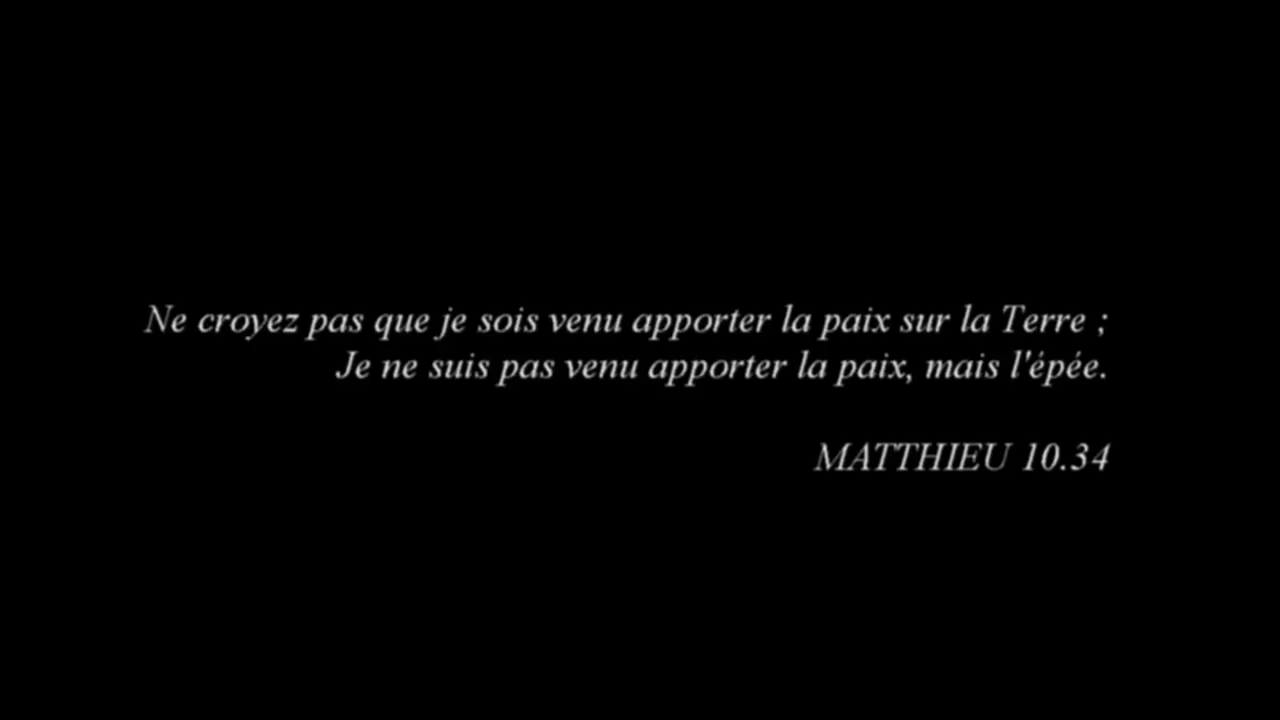 Ne croyez pas que je sois venu apporter la paix sur la Terre ;
Je ne suis pas venu apporter la paix, mais l'épée.
MATTHIEU 10.34